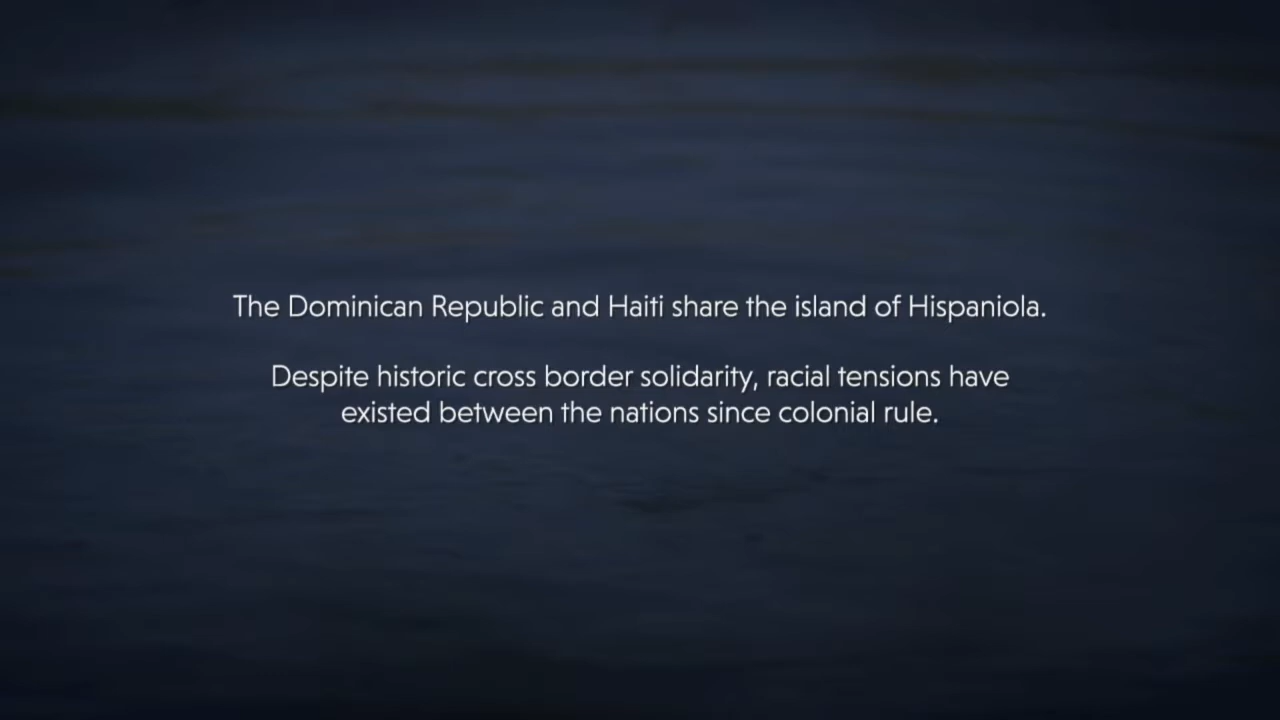 The Dominican Republic and Haiti share the island of Hispaniola.
Despite historic cross border solidarity, racial tensions have
existed between the nations since colonial rule.